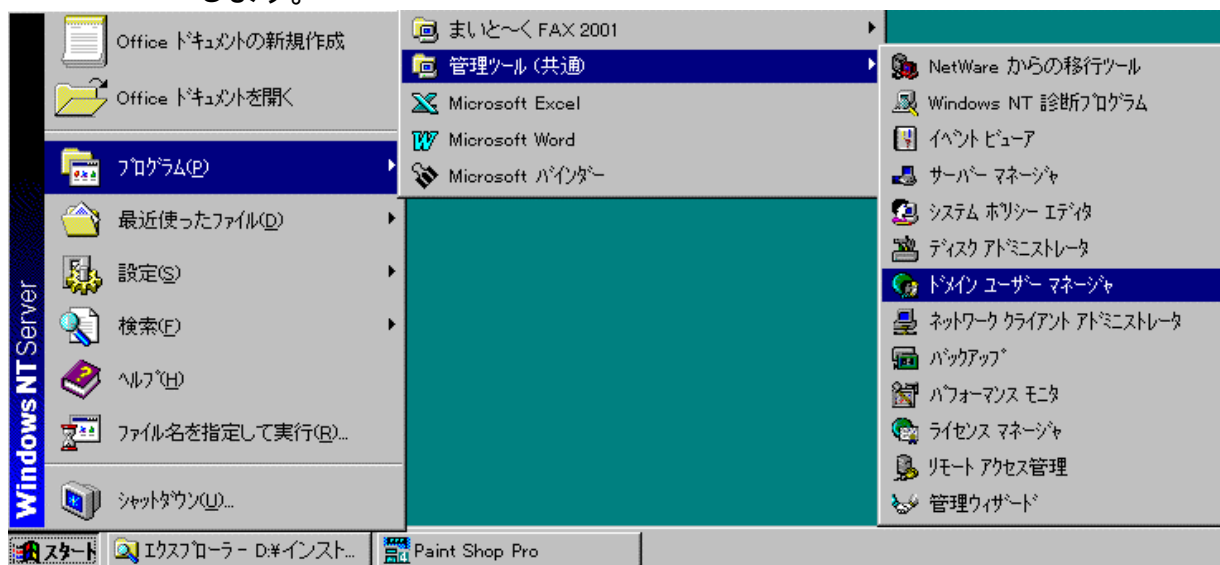 します。
Office ドキュメントの新規作成
Office ドキュメントを開く
プログラム(P)
最近使ったファイル(D)
設定(S)
検索(F)
ヘルプ(H)
ファイル名を指定して実行(R)...
シャットダウン(U)...
Windows NT Server
まいと～く FAX 2001
管理ツール (共通)
Microsoft Excel
Microsoft Word
Microsoft バインダー
NetWare からの移行ツール
Windows NT 診断プログラム
イベント ビューア
サーバー マネージャ
システム ポリシー エディタ
ディスク アドミニストレータ
ドメイン ユーザー マネージャ
ネットワーク クライアント アドミニストレータ
バックアップ
パフォーマンス モニタ
ライセンス マネージャ
リモート アクセス管理
管理ウィザード
スタート
エクスプローラ - D:¥インスト...
Paint Shop Pro